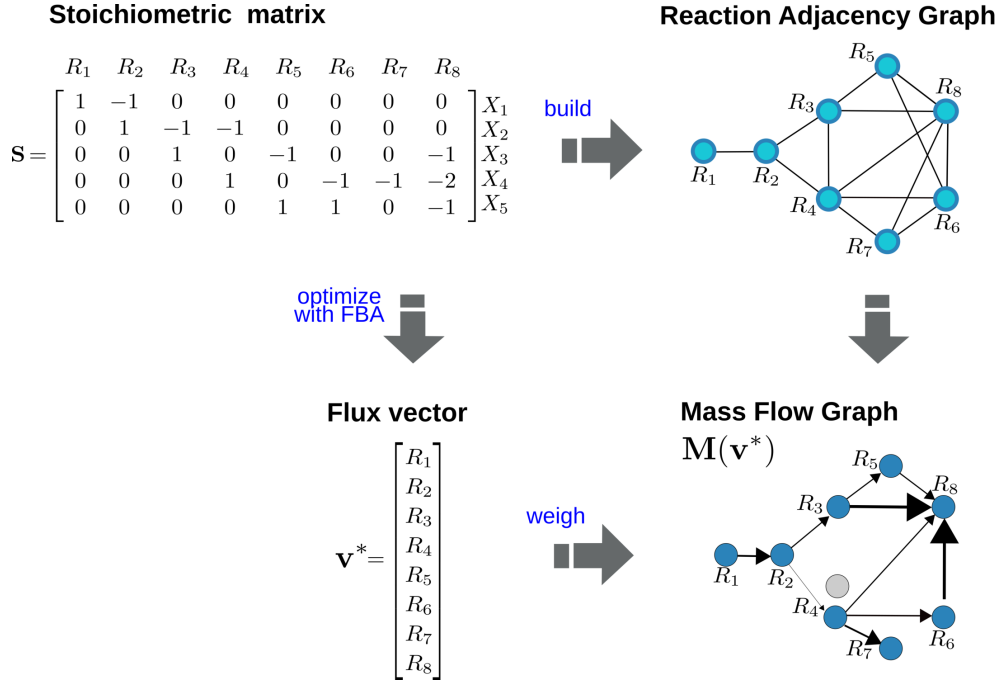 Stoichiometric matrix
R₁ R₂ R₃ R₄ R₅ R₆ R₇ R₈
1 −1 0 0 0 0 0 0 X₁
0 1 −1 −1 0 0 0 0 X₂
S = 0 0 1 0 −1 0 0 −1 X₃
0 0 0 1 0 −1 −1 −2 X₄
0 0 0 0 1 1 0 −1 X₅
build
Reaction Adjacency Graph
R₅
R₈
R₃
R₁
R₂
R₄
R₆
R₇
optimize
with FBA
Flux vector
v* =
R₁
R₂
R₃
R₄
R₅
R₆
R₇
R₈
weigh
Mass Flow Graph
M(v*)
R₅
R₈
R₃
R₁
R₂
R₄
R₆
R₇